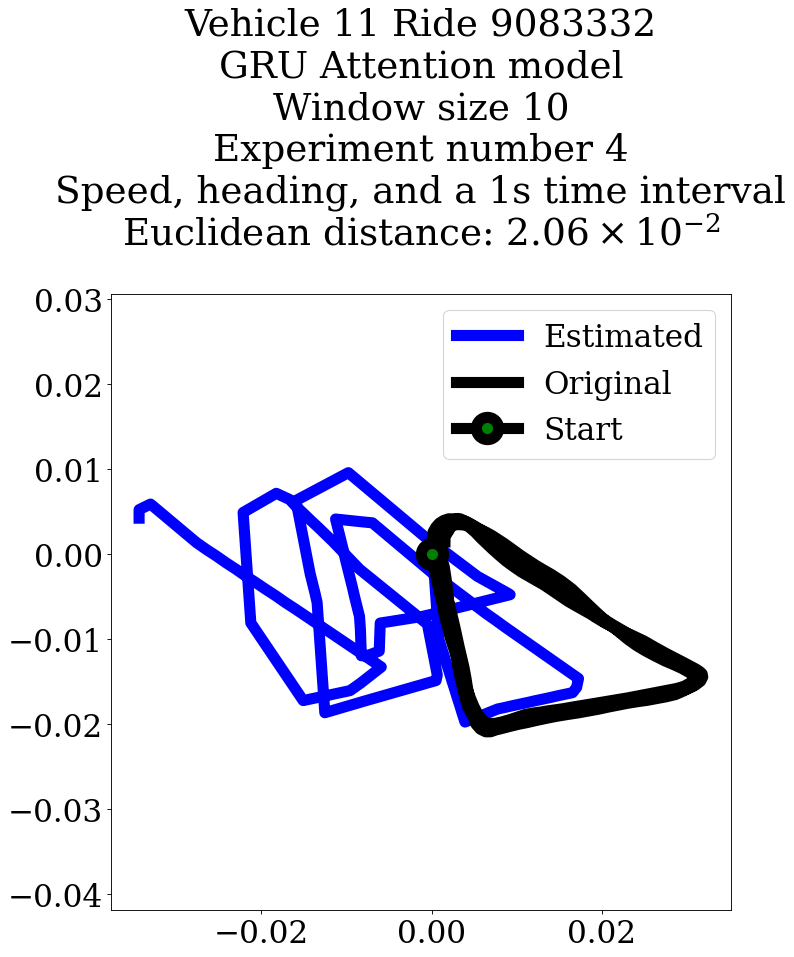 Vehicle 11 Ride 9083332
GRU Attention model
Window size 10
Experiment number 4
Speed, heading, and a 1s time interval
Euclidean distance: 2.06 × 10⁻²
0.03
Estimated
0.02
Original
Start
0.01
0.00
−0.01
−0.02
−0.03
−0.04
−0.02
0.00
0.02